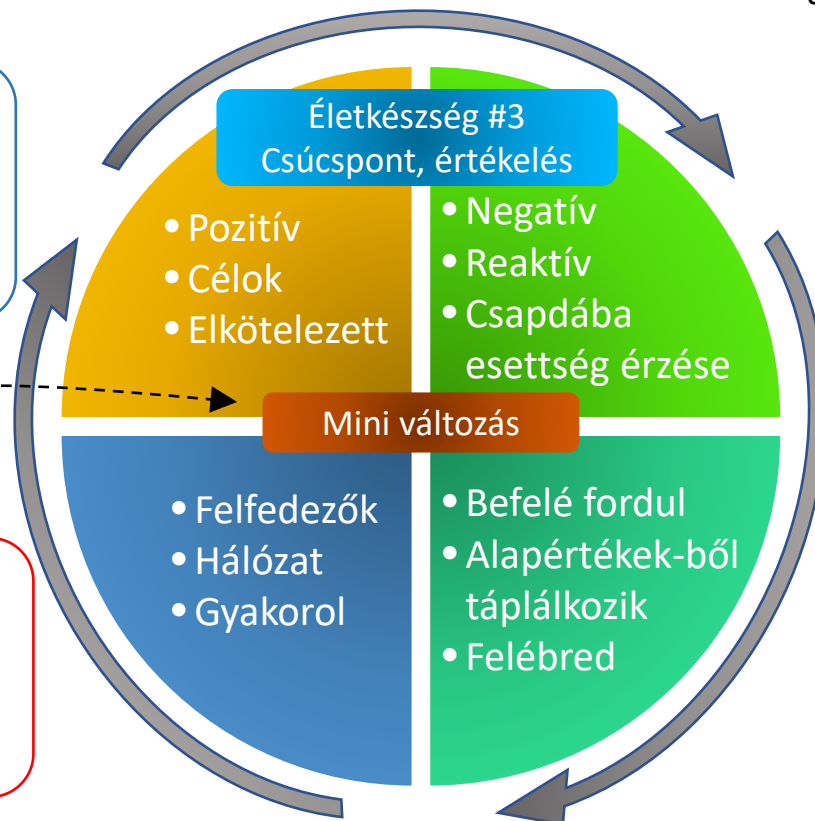 Életkészség #3
Csúcspont, értékelés
• Pozitív
• Célok
• Elkötelezett
• Negatív
• Reaktív
• Csapdába
esettség érzése
Mini változás
• Felfedezők
• Hálózat
• Gyakorol
• Befelé fordul
• Alapértékek-ből
táplálkozik
• Felébred